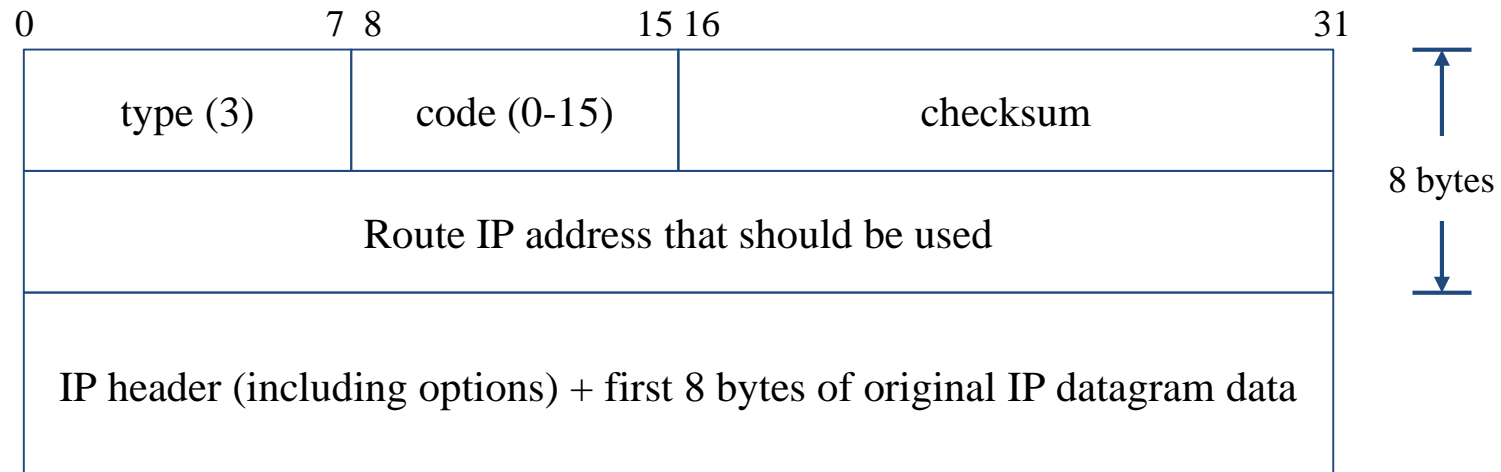 0 7 8 15 16 31
type (3) code (0-15) checksum
8 bytes
Route IP address that should be used
IP header (including options) + first 8 bytes of original IP datagram data